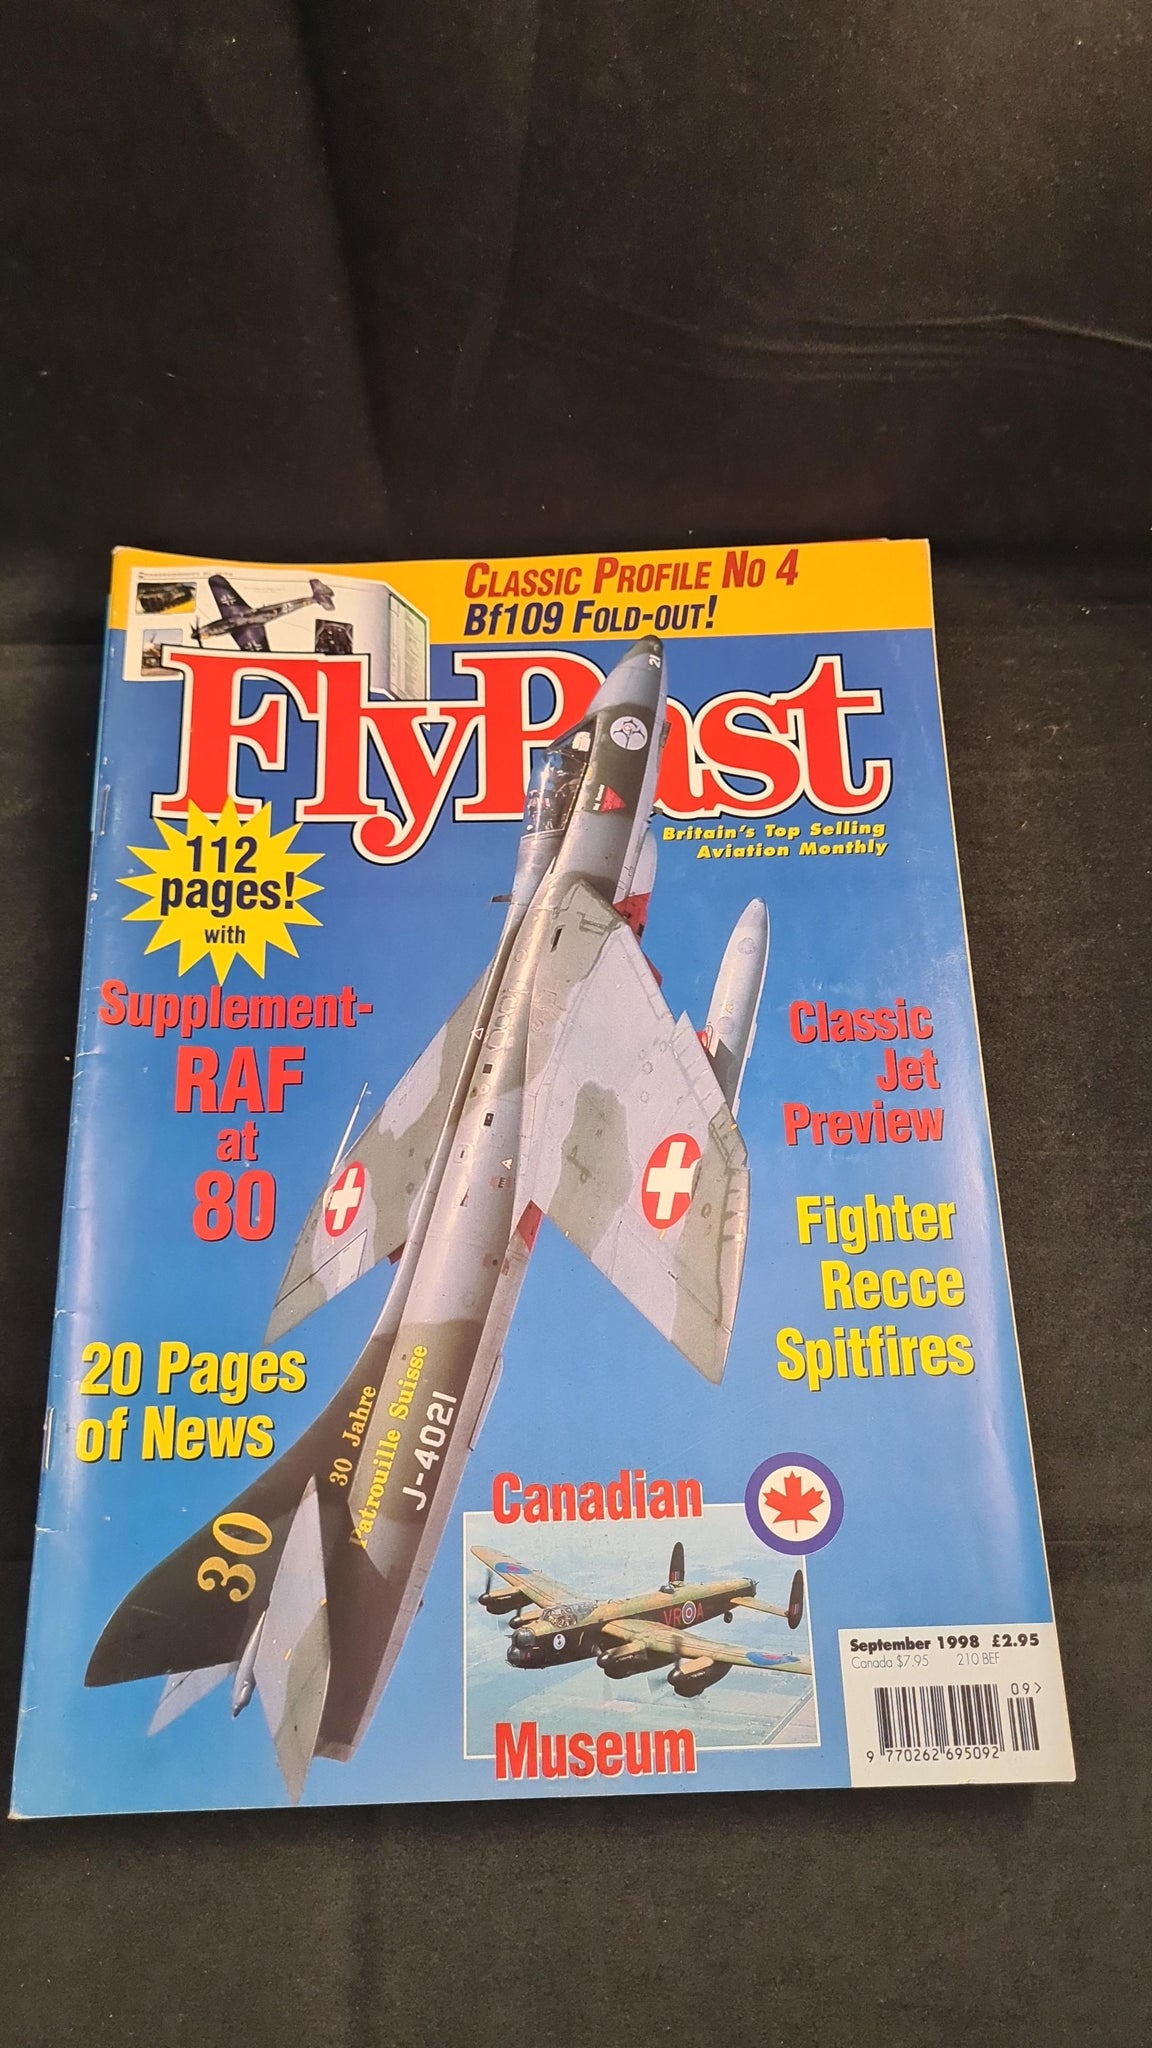 CLASSIC PROFILE No 4
Bf109 FOLD-OUT!
FlyPast
Britain's Top Selling
Aviation Monthly
112
pages!
with
Supplement-
RAF
at
80
20 Pages
of News
Classic
Jet
Preview
Fighter
Recce
Spitfires
21
30 Jahre
Patrouille Suisse
J-4021
30
Canadian
VR A
Museum
September 1998 £2.95
Canada $7.95 210 BEF
09>
9 770262 695092